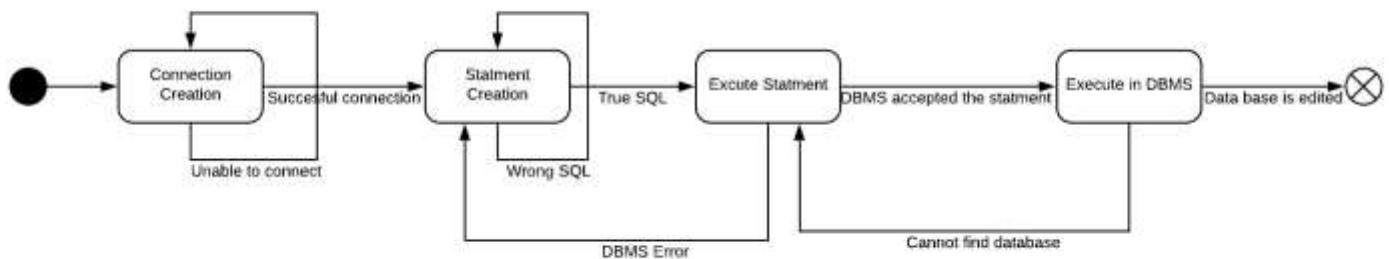 Connection
Creation
Succesful connection
Unable to connect
Statment
Creation
True SQL
Wrong SQL
Excute Statment
DBMS accepted the statment
DBMS Error
Execute in DBMS
Data base is edited
Cannot find database